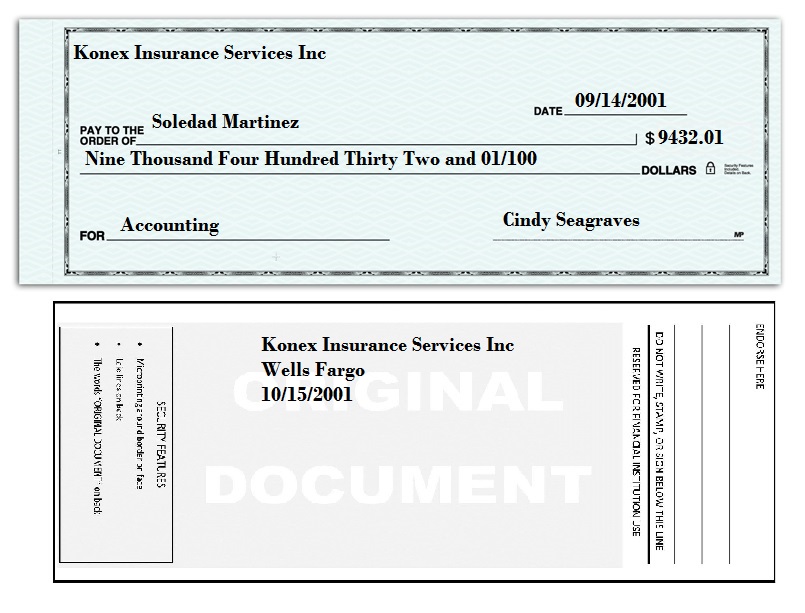 Konex Insurance Services Inc
DATE 09/14/2001
PAY TO THE
ORDER OF Soledad Martinez $ 9432.01
Nine Thousand Four Hundred Thirty Two and 01/100 DOLLARS
Security Features
Included.
Details on Back.
FOR Accounting Cindy Seagraves MP
Konex Insurance Services Inc
Wells Fargo
10/15/2001
ORIGINAL
DOCUMENT
ENDORSE HERE
DO NOT WRITE, STAMP, OR SIGN BELOW THIS LINE
RESERVED FOR FINANCIAL INSTITUTION USE
SECURITY FEATURES
• Microprinting around border on face
• lines on back
• The words "ORIGINAL DOCUMENT" on back